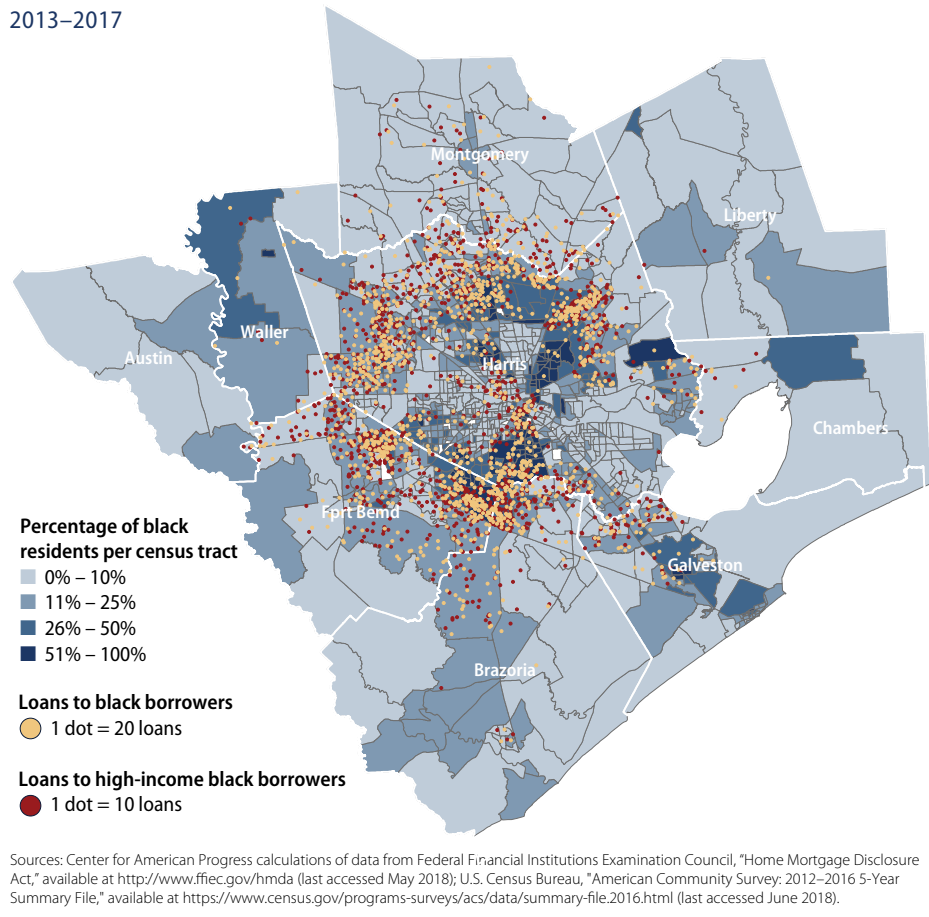 2013–2017
Montgomery
Liberty
Waller
Austin
Harris
Chambers
Fprt Bemd
Galveston
Brazoria
Percentage of black
residents per census tract
0% – 10%
11% – 25%
26% – 50%
51% – 100%
Loans to black borrowers
1 dot = 20 loans
Loans to high-income black borrowers
1 dot = 10 loans
Sources: Center for American Progress calculations of data from Federal Financial Institutions Examination Council, “Home Mortgage Disclosure
Act,” available at http://www.ffiec.gov/hmda (last accessed May 2018); U.S. Census Bureau, "American Community Survey: 2012–2016 5-Year
Summary File," available at https://www.census.gov/programs-surveys/acs/data/summary-file.2016.html (last accessed June 2018).